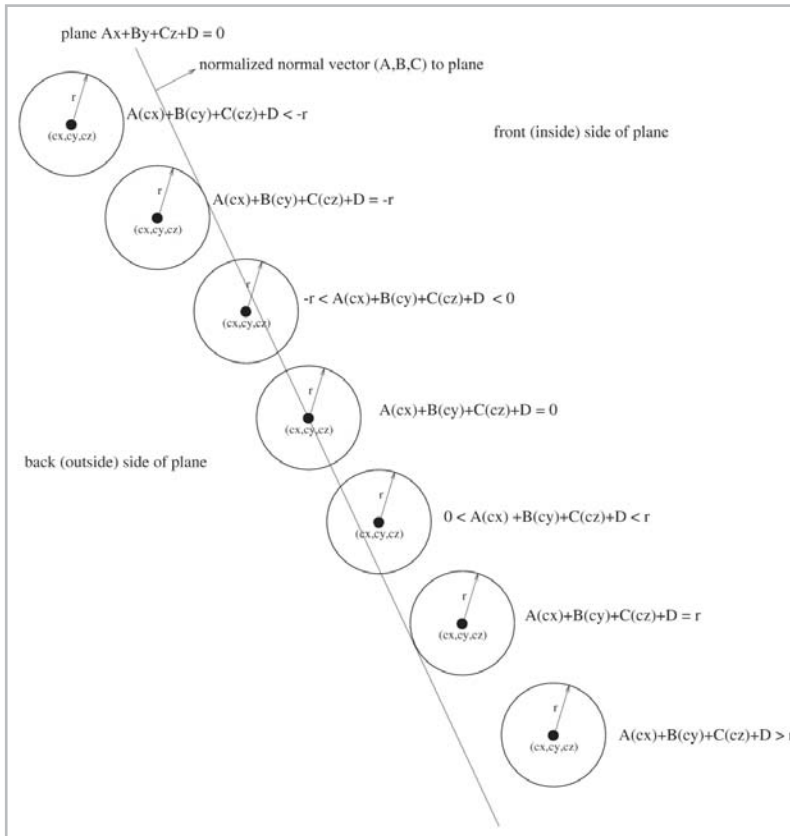 plane Ax+By+Cz+D = 0
normalized normal vector (A,B,C) to plane
r
A(cx)+B(cy)+C(cz)+D < -r
(cx,cy,cz)
front (inside) side of plane
r
A(cx)+B(cy)+C(cz)+D = -r
(cx,cy,cz)
r
-r < A(cx)+B(cy)+C(cz)+D < 0
(cx,cy,cz)
r
A(cx)+B(cy)+C(cz)+D = 0
(cx,cy,cz)
back (outside) side of plane
r
0 < A(cx) +B(cy)+C(cz)+D < r
(cx,cy,cz)
r
A(cx)+B(cy)+C(cz)+D = r
(cx,cy,cz)
r
A(cx)+B(cy)+C(cz)+D > r
(cx,cy,cz)